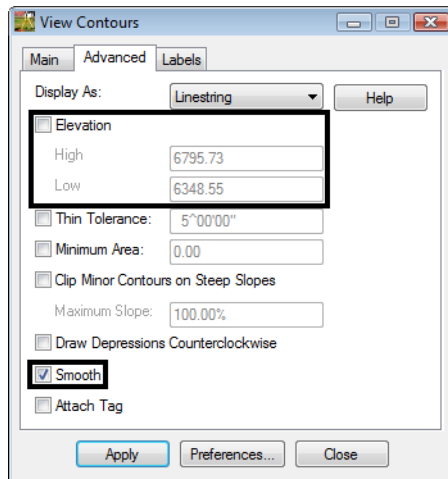 View Contours
Main Advanced Labels
Display As: Linestring Help
Elevation
High 6795.73
Low 6348.55
Thin Tolerance: 5^00'00"
Minimum Area: 0.00
Clip Minor Contours on Steep Slopes
Maximum Slope: 100.00%
Draw Depressions Counterclockwise
Smooth
Attach Tag
Apply Preferences... Close